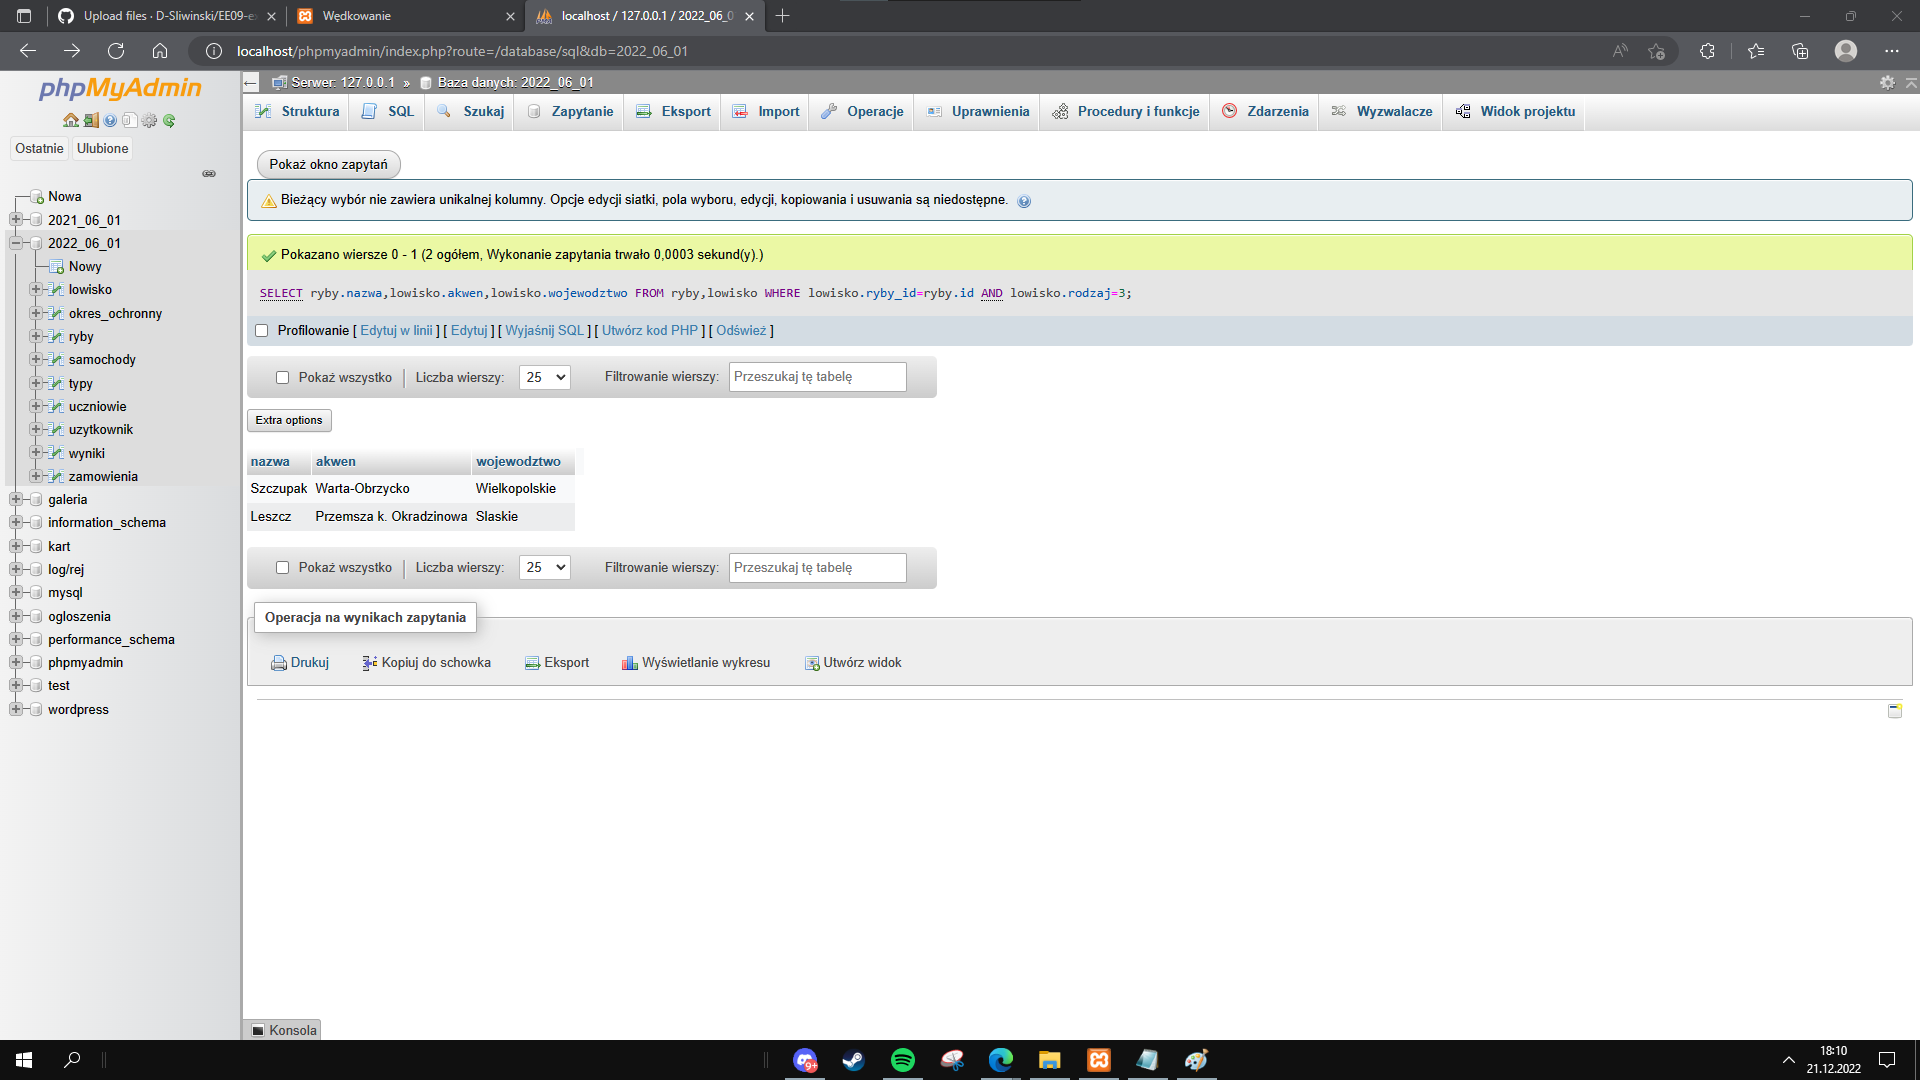 Upload files · D-Sliwinski/EE09-ex
Wędkowanie
localhost / 127.0.0.1 / 2022_06_0
localhost/phpmyadmin/index.php?route=/database/sql&db=2022_06_01
phpMyAdmin
Ostatnie Ulubione
Nowa
2021_06_01
2022_06_01
Nowy
lowisko
okres_ochronny
ryby
samochody
typy
uczniowie
uzytkownik
wyniki
zamowienia
galeria
information_schema
kart
log/rej
mysql
ogloszenia
performance_schema
phpmyadmin
test
wordpress
Serwer: 127.0.0.1 » Baza danych: 2022_06_01
Struktura SQL Szukaj Zapytanie Eksport Import Operacje Uprawnienia Procedury i funkcje Zdarzenia Wyzwalacze Widok projektu
Pokaż okno zapytań
Bieżący wybór nie zawiera unikalnej kolumny. Opcje edycji siatki, pola wyboru, edycji, kopiowania i usuwania są niedostępne.
Pokazano wiersze 0 - 1 (2 ogółem, Wykonanie zapytania trwało 0,0003 sekund(y).)
SELECT ryby.nazwa,lowisko.akwen,lowisko.wojewodztwo FROM ryby,lowisko WHERE lowisko.ryby_id=ryby.id AND lowisko.rodzaj=3;
Profilowanie [ Edytuj w linii ] [ Edytuj ] [ Wyjaśnij SQL ] [ Utwórz kod PHP ] [ Odśwież ]
Pokaż wszystko Liczba wierszy: 25 Filtrowanie wierszy: Przeszukaj tę tabelę
Extra options
nazwa akwen wojewodztwo
Szczupak Warta-Obrzycko Wielkopolskie
Leszcz Przemsza k. Okradzinowa Slaskie
Pokaż wszystko Liczba wierszy: 25 Filtrowanie wierszy: Przeszukaj tę tabelę
Operacja na wynikach zapytania
Drukuj Kopiuj do schowka Eksport Wyświetlanie wykresu Utwórz widok
Konsola
9+
18:10
21.12.2022